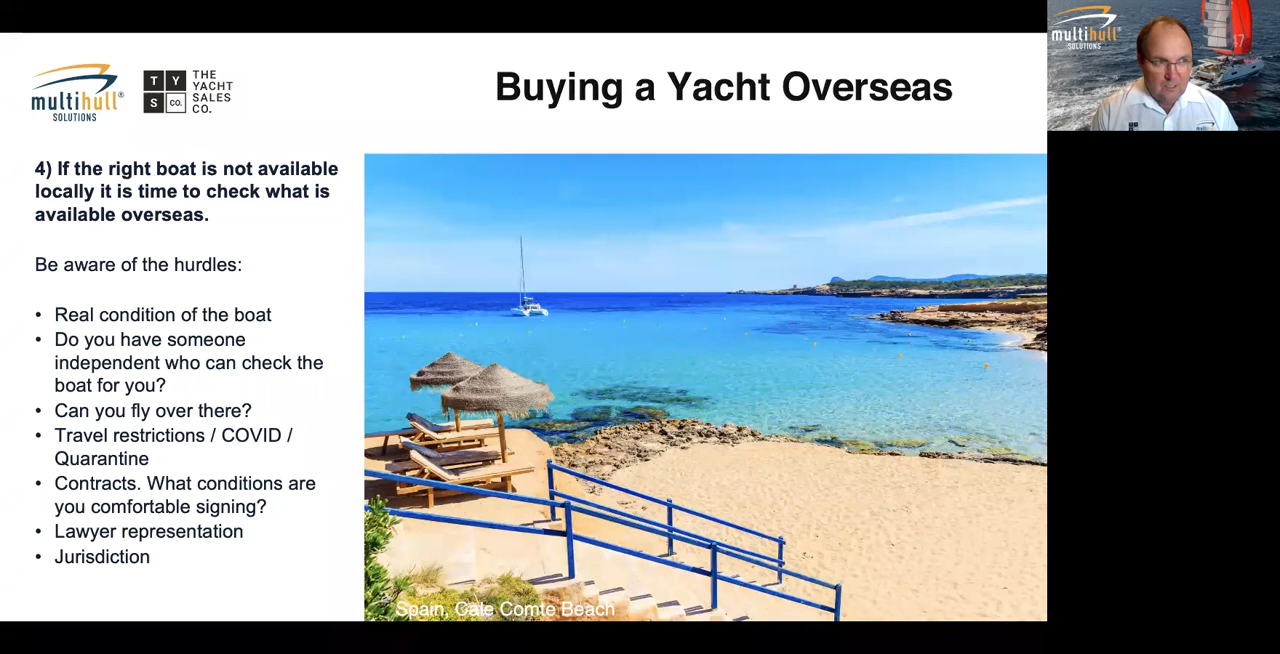 multihull®
SOLUTIONS
T Y
S CO.
THE
YACHT
SALES
CO.
Buying a Yacht Overseas
multihull®
SOLUTIONS
47
4) If the right boat is not available
locally it is time to check what is
available overseas.
Be aware of the hurdles:
• Real condition of the boat
• Do you have someone
independent who can check the
boat for you?
• Can you fly over there?
• Travel restrictions / COVID /
Quarantine
• Contracts. What conditions are
you comfortable signing?
• Lawyer representation
• Jurisdiction
Spain, Cale Comte Beach